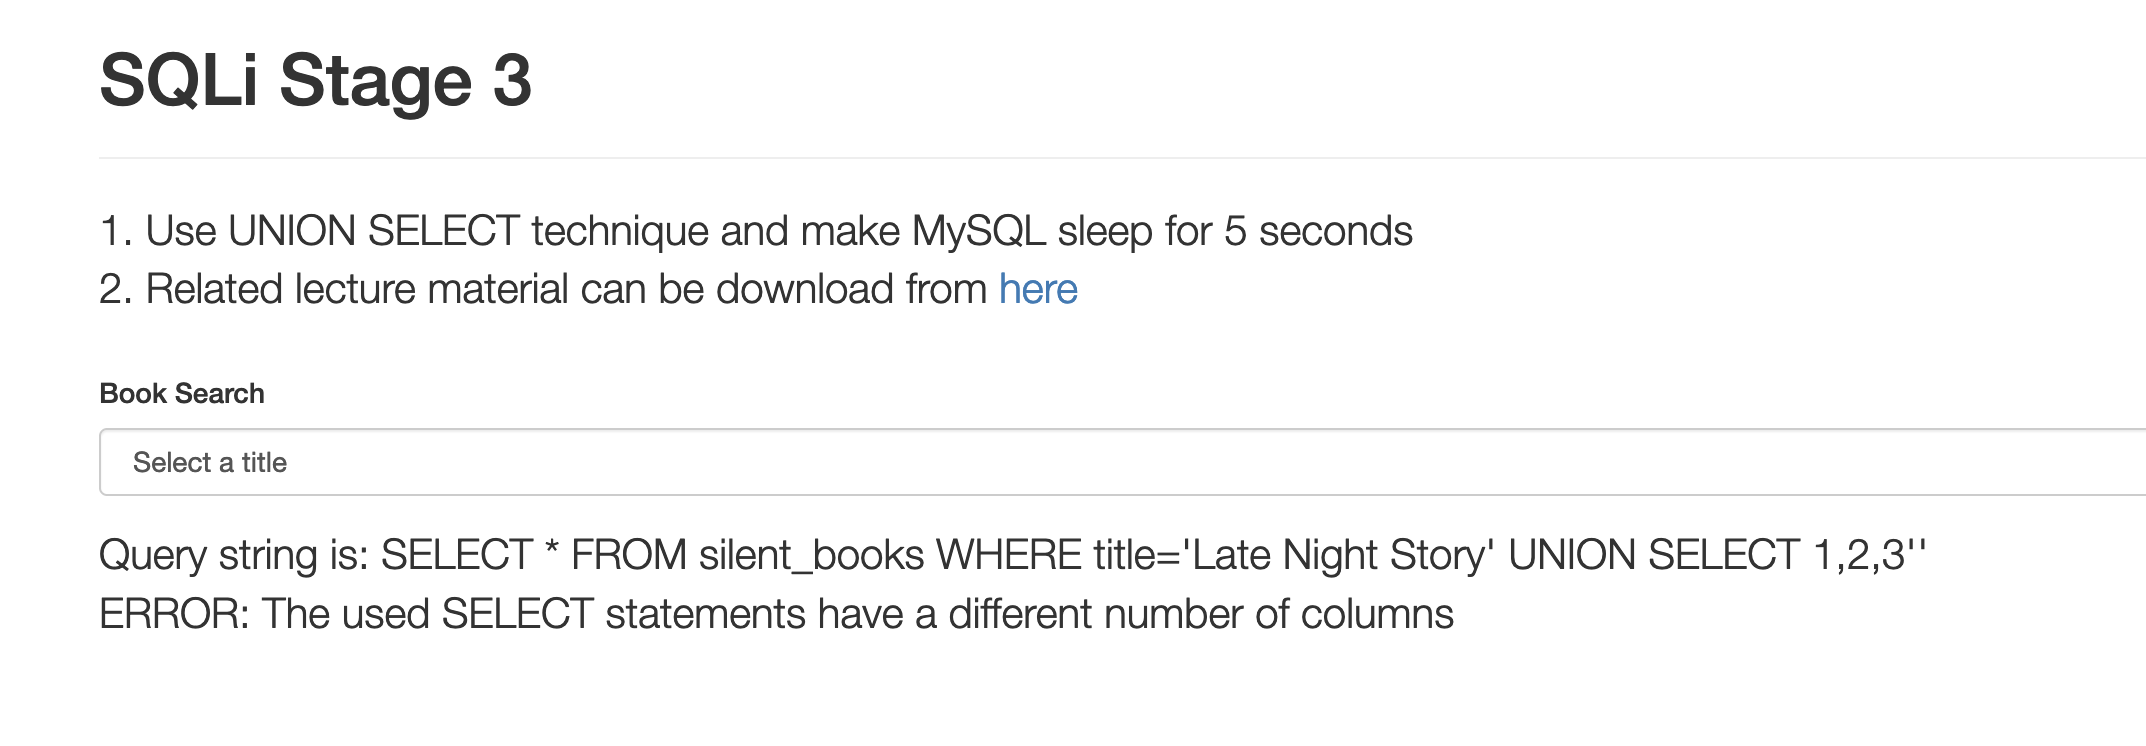 SQLi Stage 3
1. Use UNION SELECT technique and make MySQL sleep for 5 seconds
2. Related lecture material can be download from here
Book Search
Select a title
Query string is: SELECT * FROM silent_books WHERE title='Late Night Story' UNION SELECT 1,2,3''
ERROR: The used SELECT statements have a different number of columns